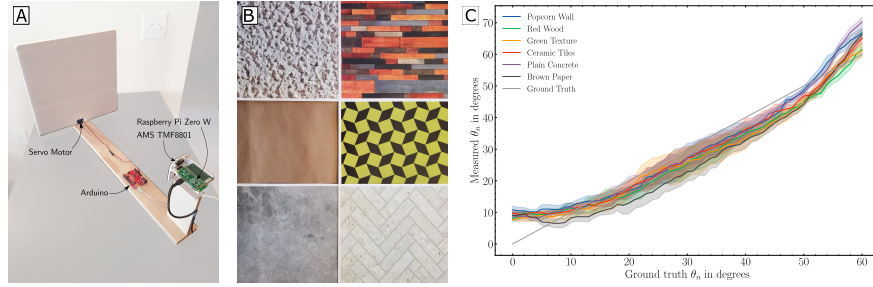 A
Raspberry Pi Zero W
AMS TMF8801
Servo Motor
Arduino
B
C
Measured θn in degrees
70
60
50
40
30
20
10
0
Popcorn Wall
Red Wood
Green Texture
Ceramic Tiles
Plain Concrete
Brown Paper
Ground Truth
0
10
20
30
40
50
60
Ground truth θn in degrees